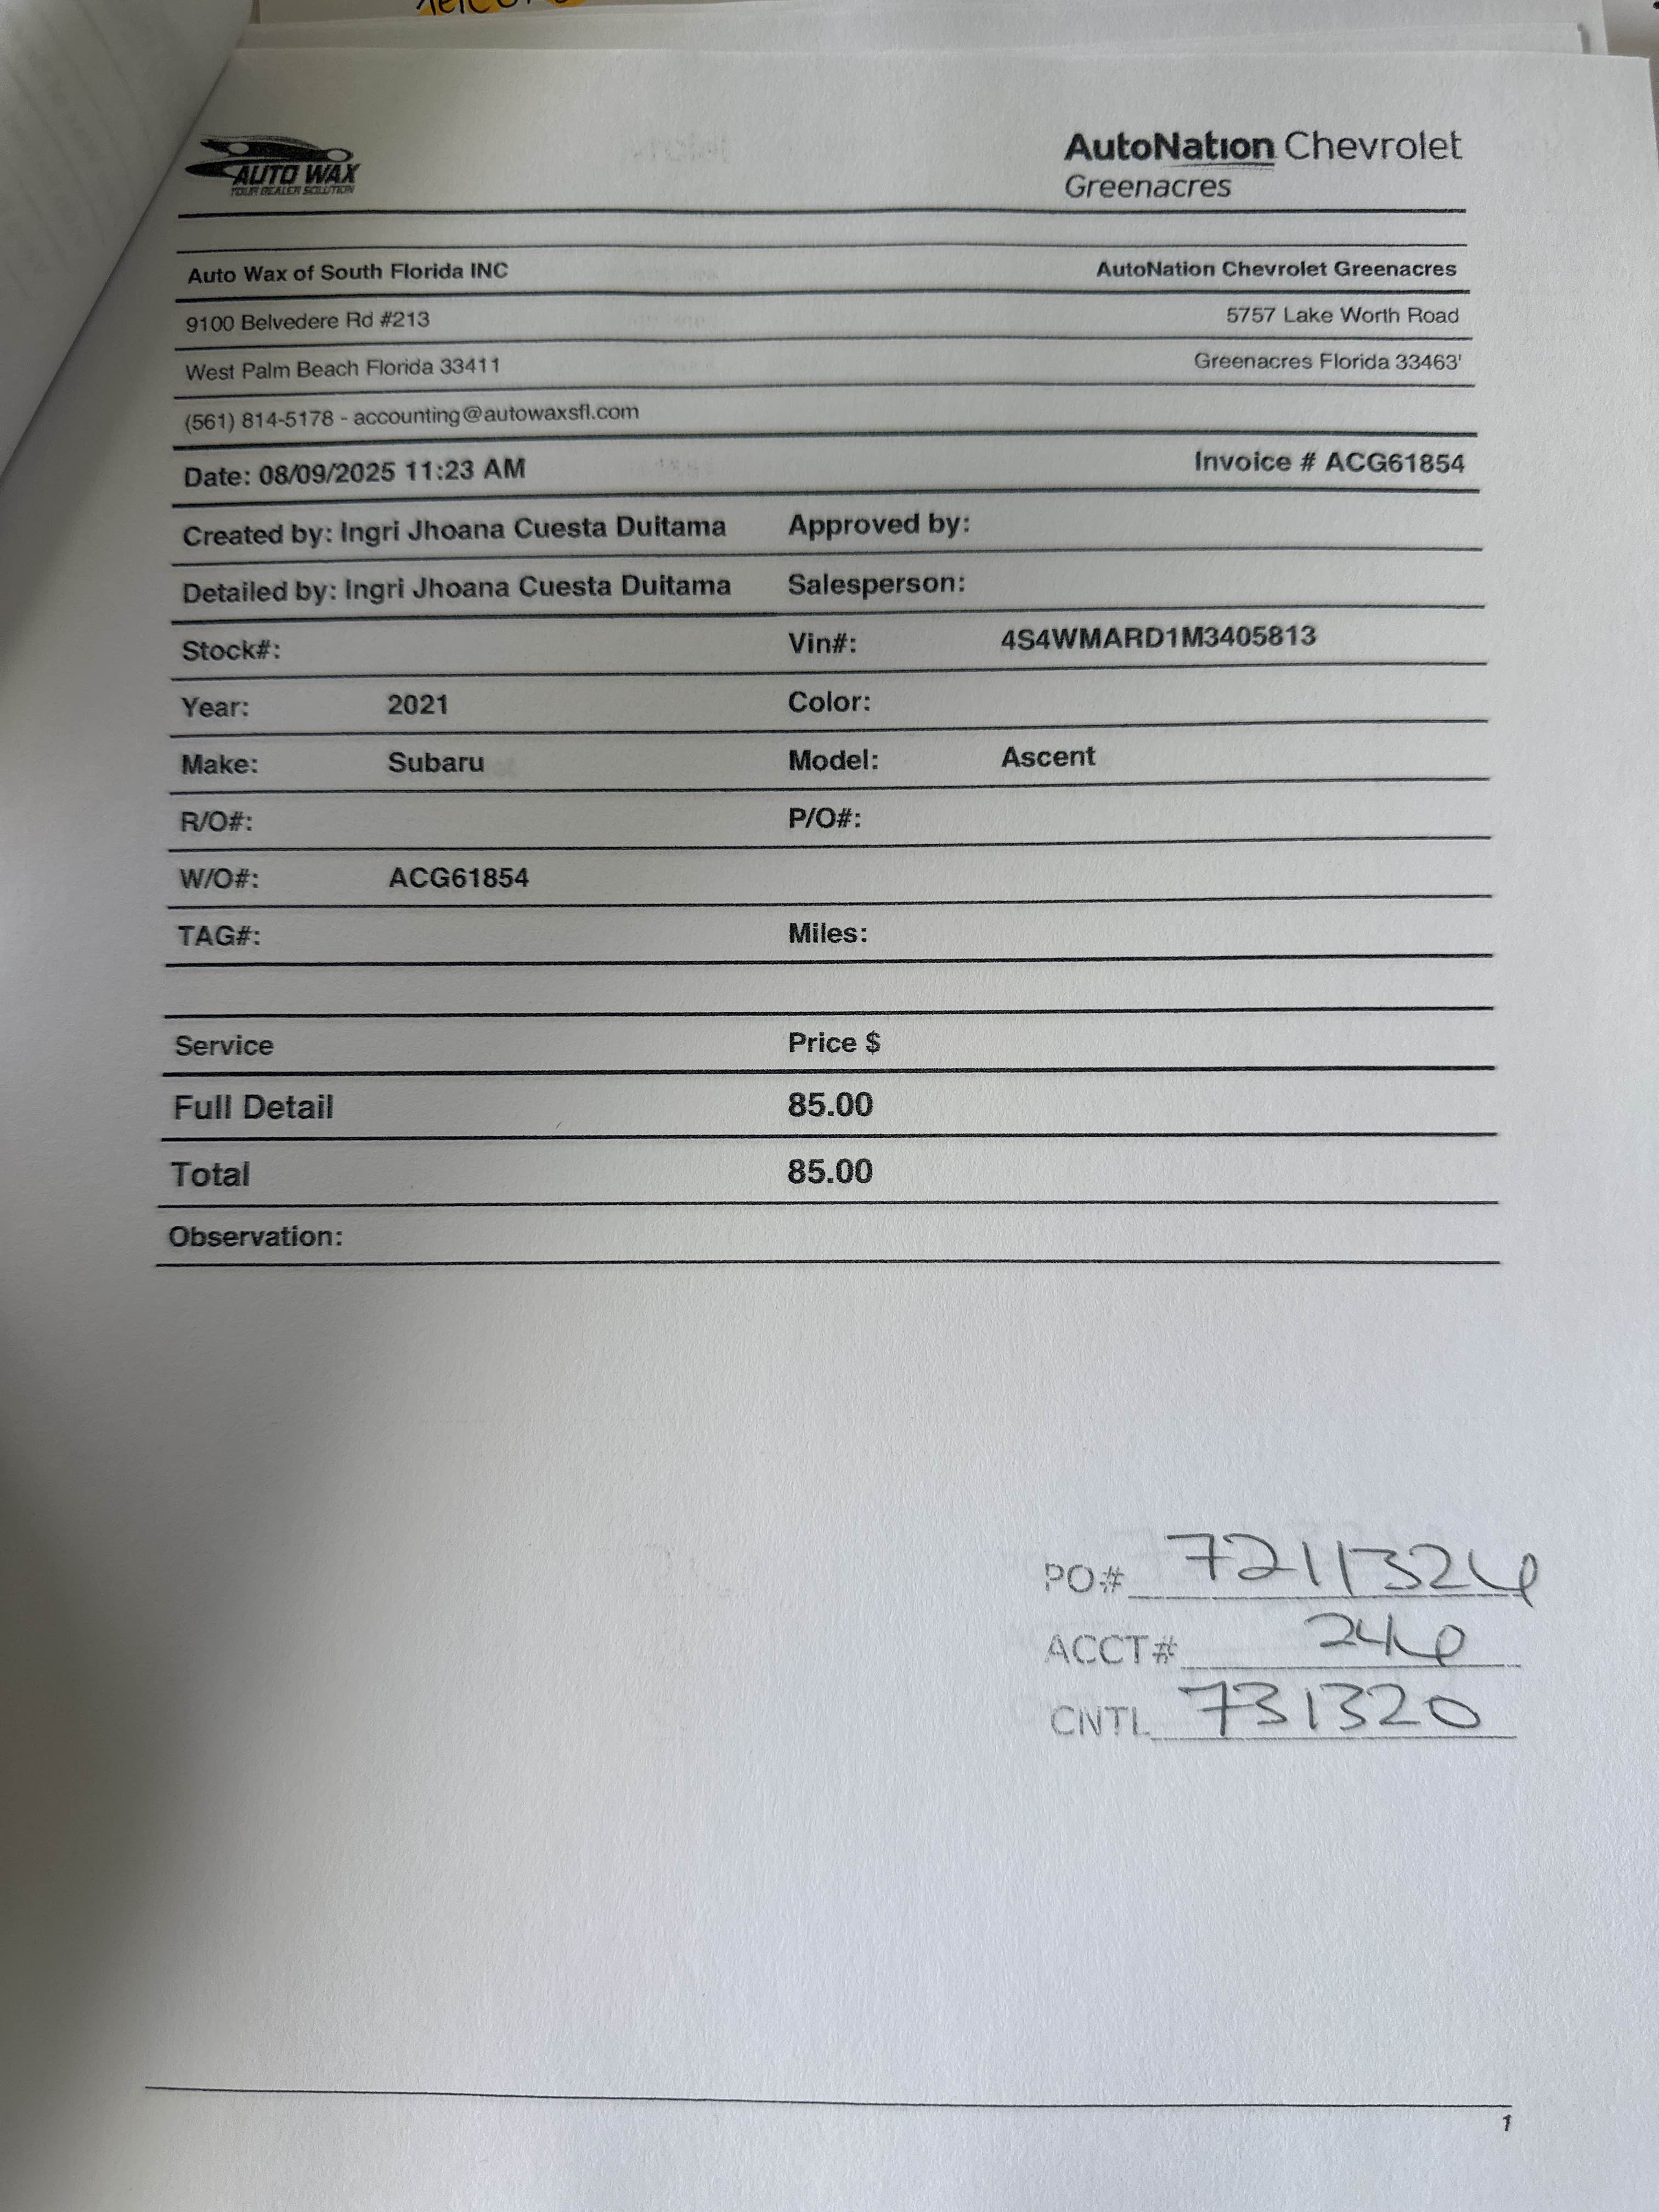 AUTO WAX
YOUR DEALER SOLUTION
AutoNation Chevrolet
Greenacres
Auto Wax of South Florida INC
AutoNation Chevrolet Greenacres
9100 Belvedere Rd #213
5757 Lake Worth Road
West Palm Beach Florida 33411
Greenacres Florida 33463'
(561) 814-5178 - accounting@autowaxsfl.com
Date: 08/09/2025 11:23 AM
Invoice # ACG61854
Created by: Ingri Jhoana Cuesta Duitama Approved by:
Detailed by: Ingri Jhoana Cuesta Duitama Salesperson:
Stock#: Vin#: 4S4WMARD1M3405813
Year: 2021 Color:
Make: Subaru Model: Ascent
R/O#: P/O#:
W/O#: ACG61854
TAG#: Miles:
Service Price $
Full Detail 85.00
Total 85.00
Observation:
PO# 7211326
ACCT# 246
CNTL 731320
1